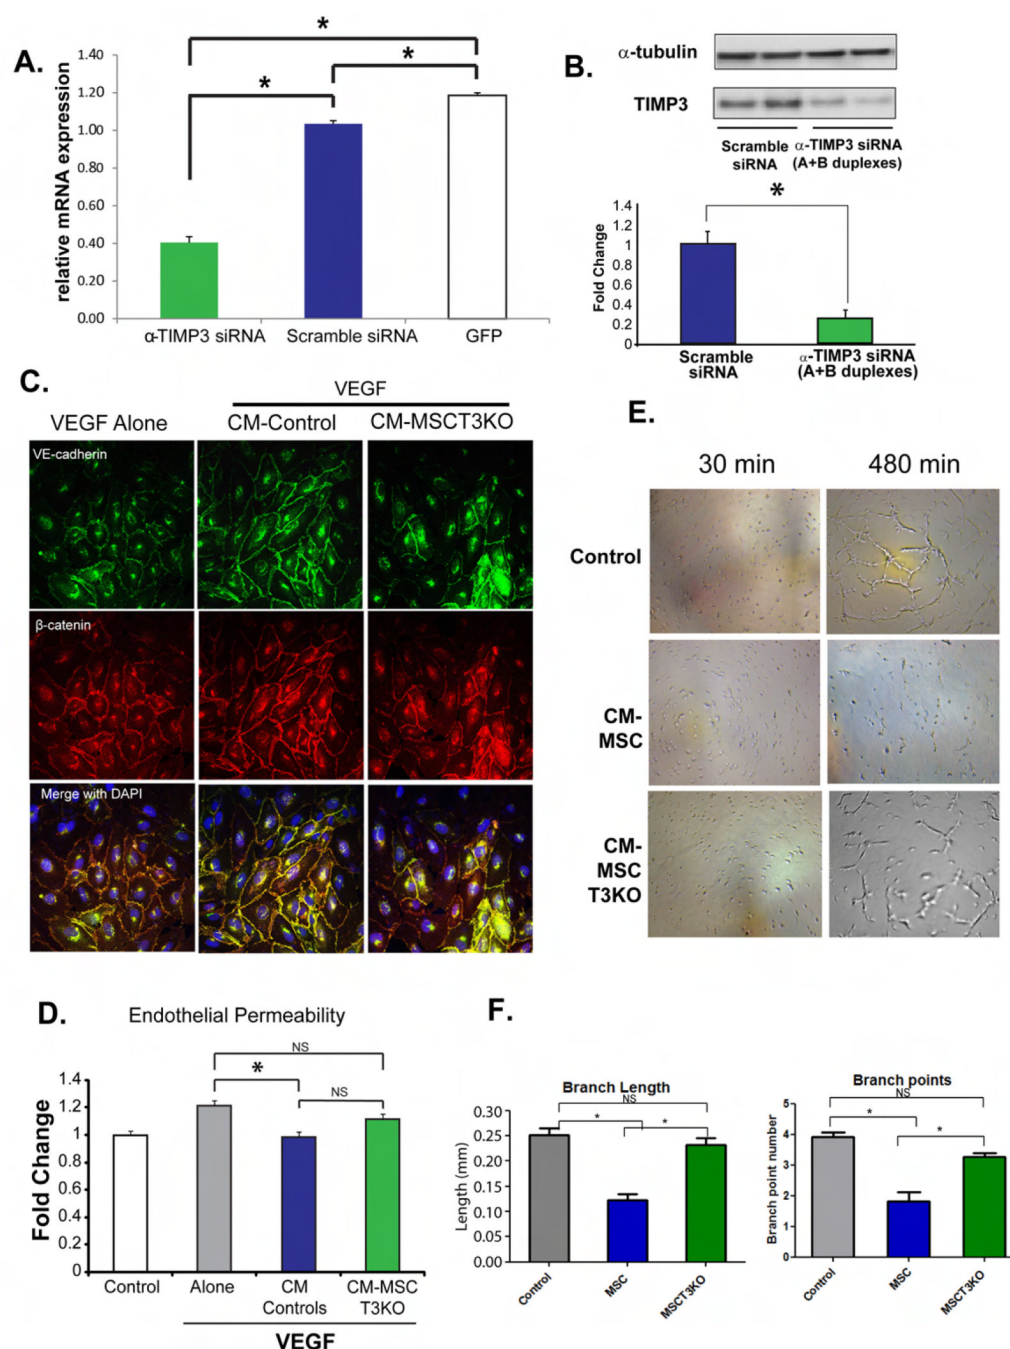 A.
*
*
*
relative mRNA expression
1.40
1.20
1.00
0.80
0.60
0.40
0.20
0.00
α-TIMP3 siRNA
Scramble siRNA
GFP
B.
α-tubulin
TIMP3
Scramble
siRNA
α-TIMP3 siRNA
(A+B duplexes)
*
Fold Change
1.4
1.2
1
0.8
0.6
0.4
0.2
0
Scramble
siRNA
α-TIMP3 siRNA
(A+B duplexes)
C.
VEGF
VEGF Alone
CM-Control
CM-MSCT3KO
VE-cadherin
β-catenin
Merge with DAPI
E.
30 min
480 min
Control
CM-
MSC
CM-
MSC
T3KO
D.
Endothelial Permeability
NS
*
NS
Fold Change
1.4
1.2
1
0.8
0.6
0.4
0.2
0
Control
Alone
CM
Controls
CM-MSC
T3KO
VEGF
F.
Branch Length
NS
*
*
Length (mm)
0.30
0.25
0.20
0.15
0.10
0.05
0.00
Control
MSC
MSCT3KO
Branch points
NS
*
*
Branch point number
5
4
3
2
1
0
Control
MSC
MSCT3KO